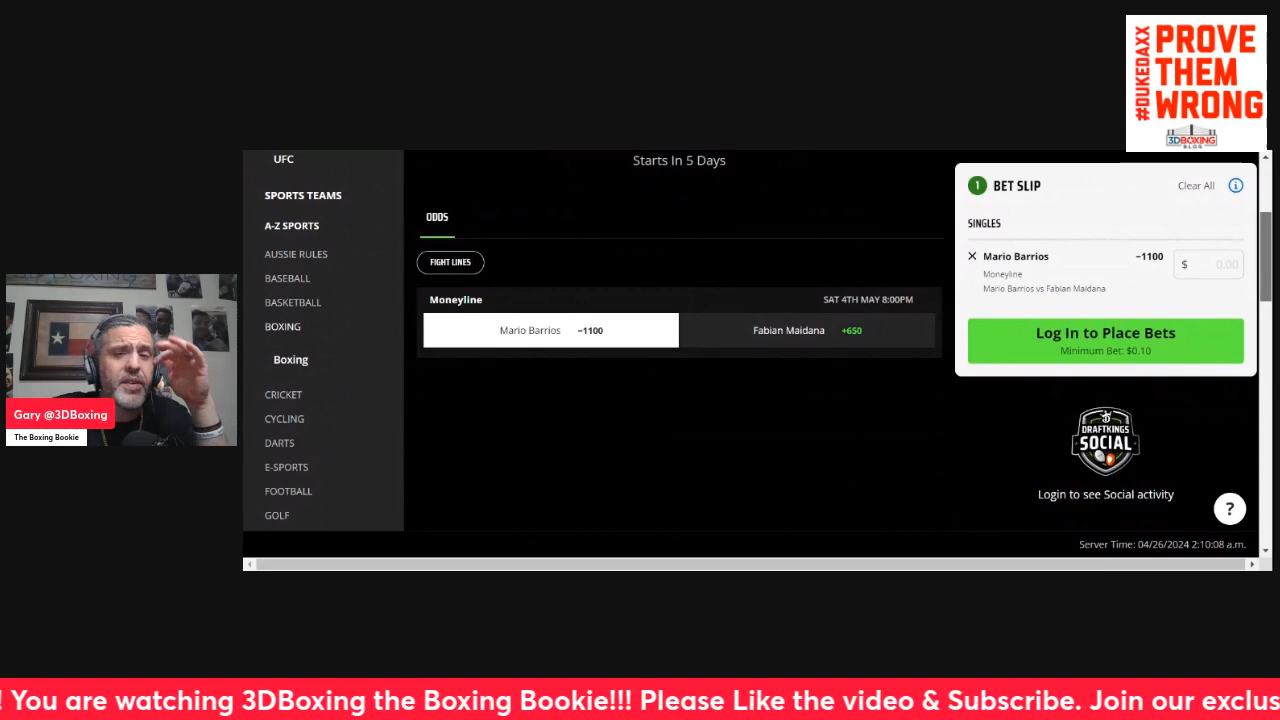 #DUKEDAXX
PROVE
THEM
WRONG
3DBOXING
BLOG
UFC
SPORTS TEAMS
A-Z SPORTS
AUSSIE RULES
BASEBALL
BASKETBALL
BOXING
Boxing
CRICKET
CYCLING
DARTS
E-SPORTS
FOOTBALL
GOLF
Starts In 5 Days
ODDS
FIGHT LINES
Moneyline SAT 4TH MAY 8:00PM
Mario Barrios −1100 Fabian Maidana +650
1 BET SLIP Clear All i
SINGLES
Mario Barrios −1100 $ 0.00
Moneyline
Mario Barrios vs Fabian Maidana
Log In to Place Bets
Minimum Bet: $0.10
DRAFTKINGS
SOCIAL
Login to see Social activity
?
Server Time: 04/26/2024 2:10:08 a.m.
Gary @3DBoxing
The Boxing Bookie
! You are watching 3DBoxing the Boxing Bookie!!! Please Like the video & Subscribe. Join our exclus